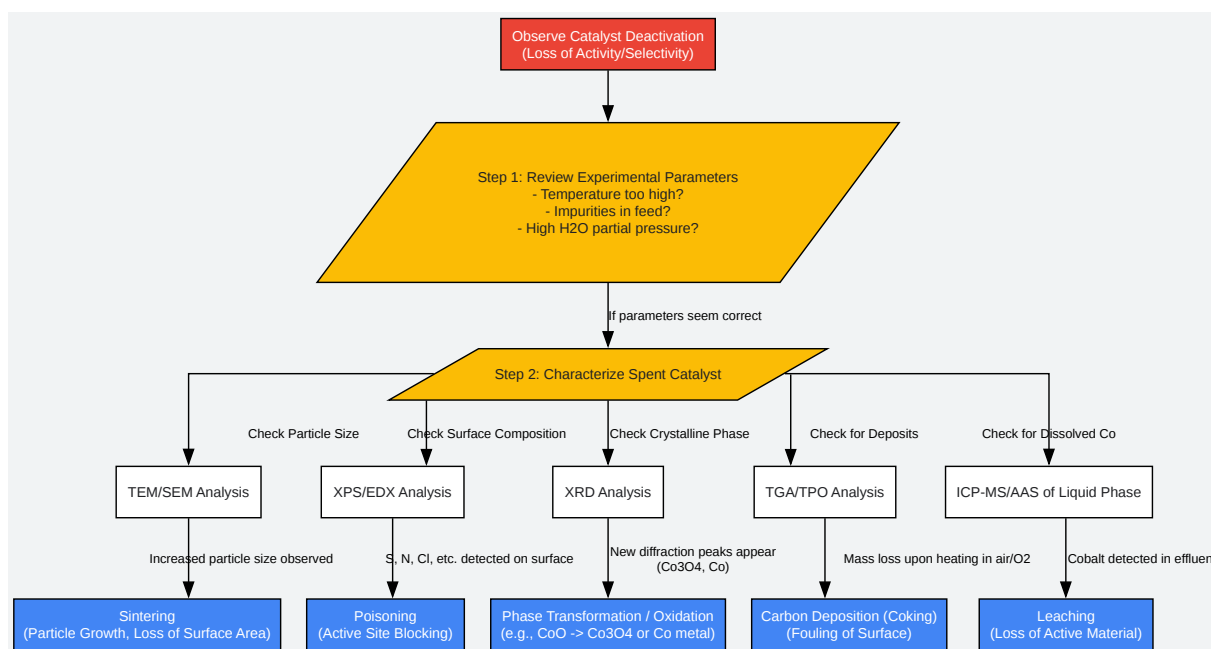 Observe Catalyst Deactivation
(Loss of Activity/Selectivity)
Step 1: Review Experimental Parameters
- Temperature too high?
- Impurities in feed?
- High H2O partial pressure?
If parameters seem correct
Step 2: Characterize Spent Catalyst
Check Particle Size
Check Surface Composition
Check Crystalline Phase
Check for Deposits
Check for Dissolved Co
TEM/SEM Analysis
XPS/EDX Analysis
XRD Analysis
TGA/TPO Analysis
ICP-MS/AAS of Liquid Phase
Increased particle size observed
S, N, Cl, etc. detected on surface
New diffraction peaks appear
(Co3O4, Co)
Mass loss upon heating in air/O2
Cobalt detected in effluen
Sintering
(Particle Growth, Loss of Surface Area)
Poisoning
(Active Site Blocking)
Phase Transformation / Oxidation
(e.g., CoO -> Co3O4 or Co metal)
Carbon Deposition (Coking)
(Fouling of Surface)
Leaching
(Loss of Active Material)